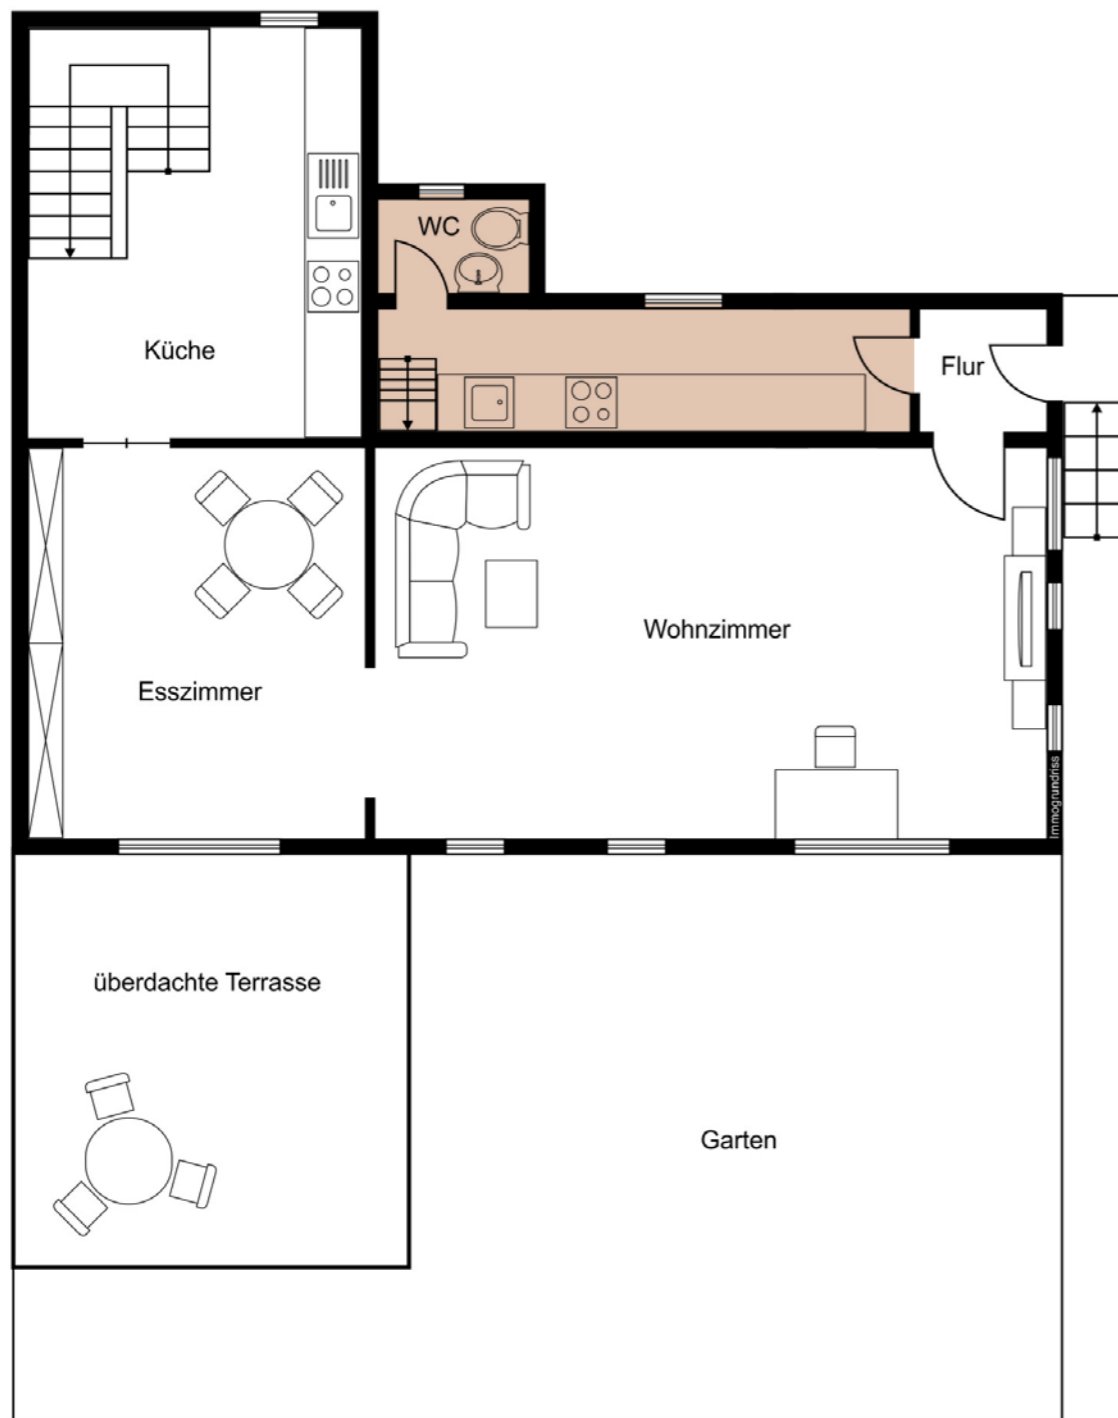 WC
Küche
Flur
Wohnzimmer
Esszimmer
Immogrundriss
überdachte Terrasse
Garten